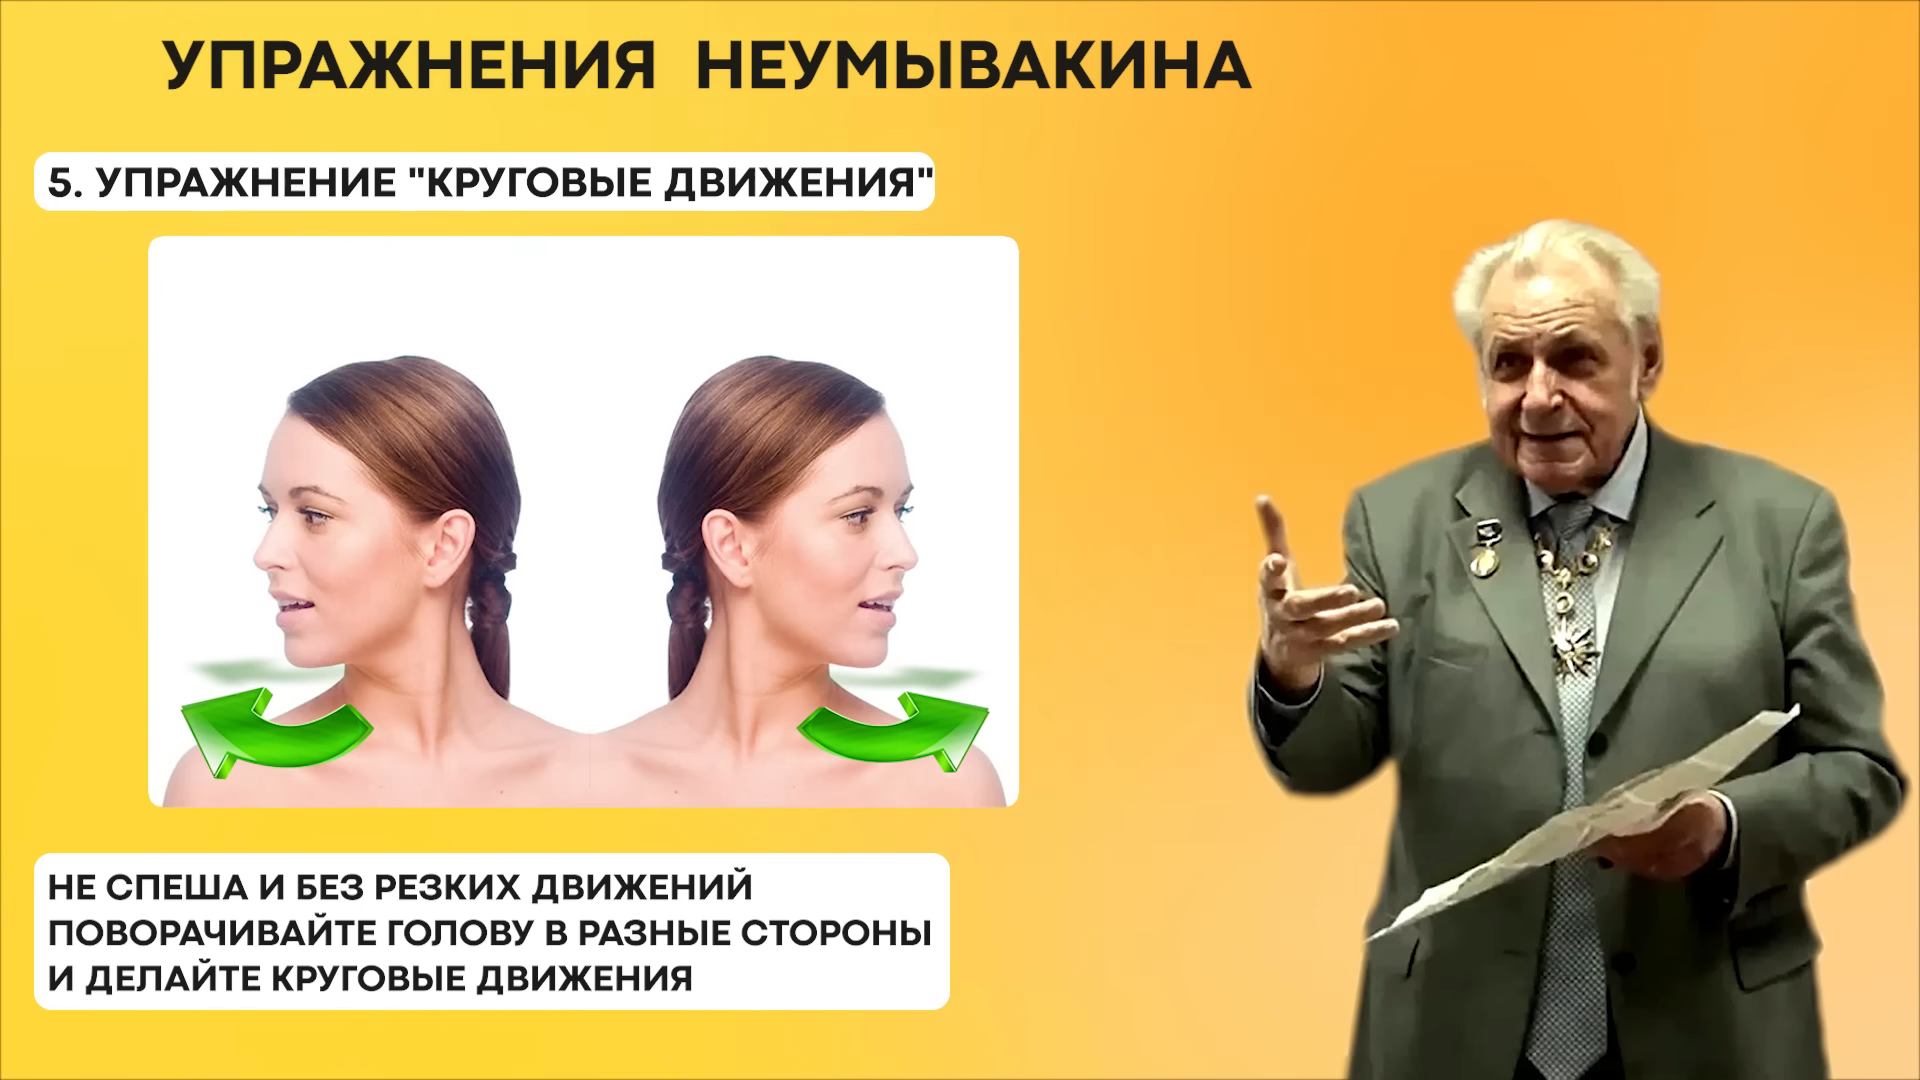 УПРАЖНЕНИЯ НЕУМЫВАКИНА
5. УПРАЖНЕНИЕ "КРУГОВЫЕ ДВИЖЕНИЯ"
НЕ СПЕША И БЕЗ РЕЗКИХ ДВИЖЕНИЙ
ПОВОРАЧИВАЙТЕ ГОЛОВУ В РАЗНЫЕ СТОРОНЫ
И ДЕЛАЙТЕ КРУГОВЫЕ ДВИЖЕНИЯ